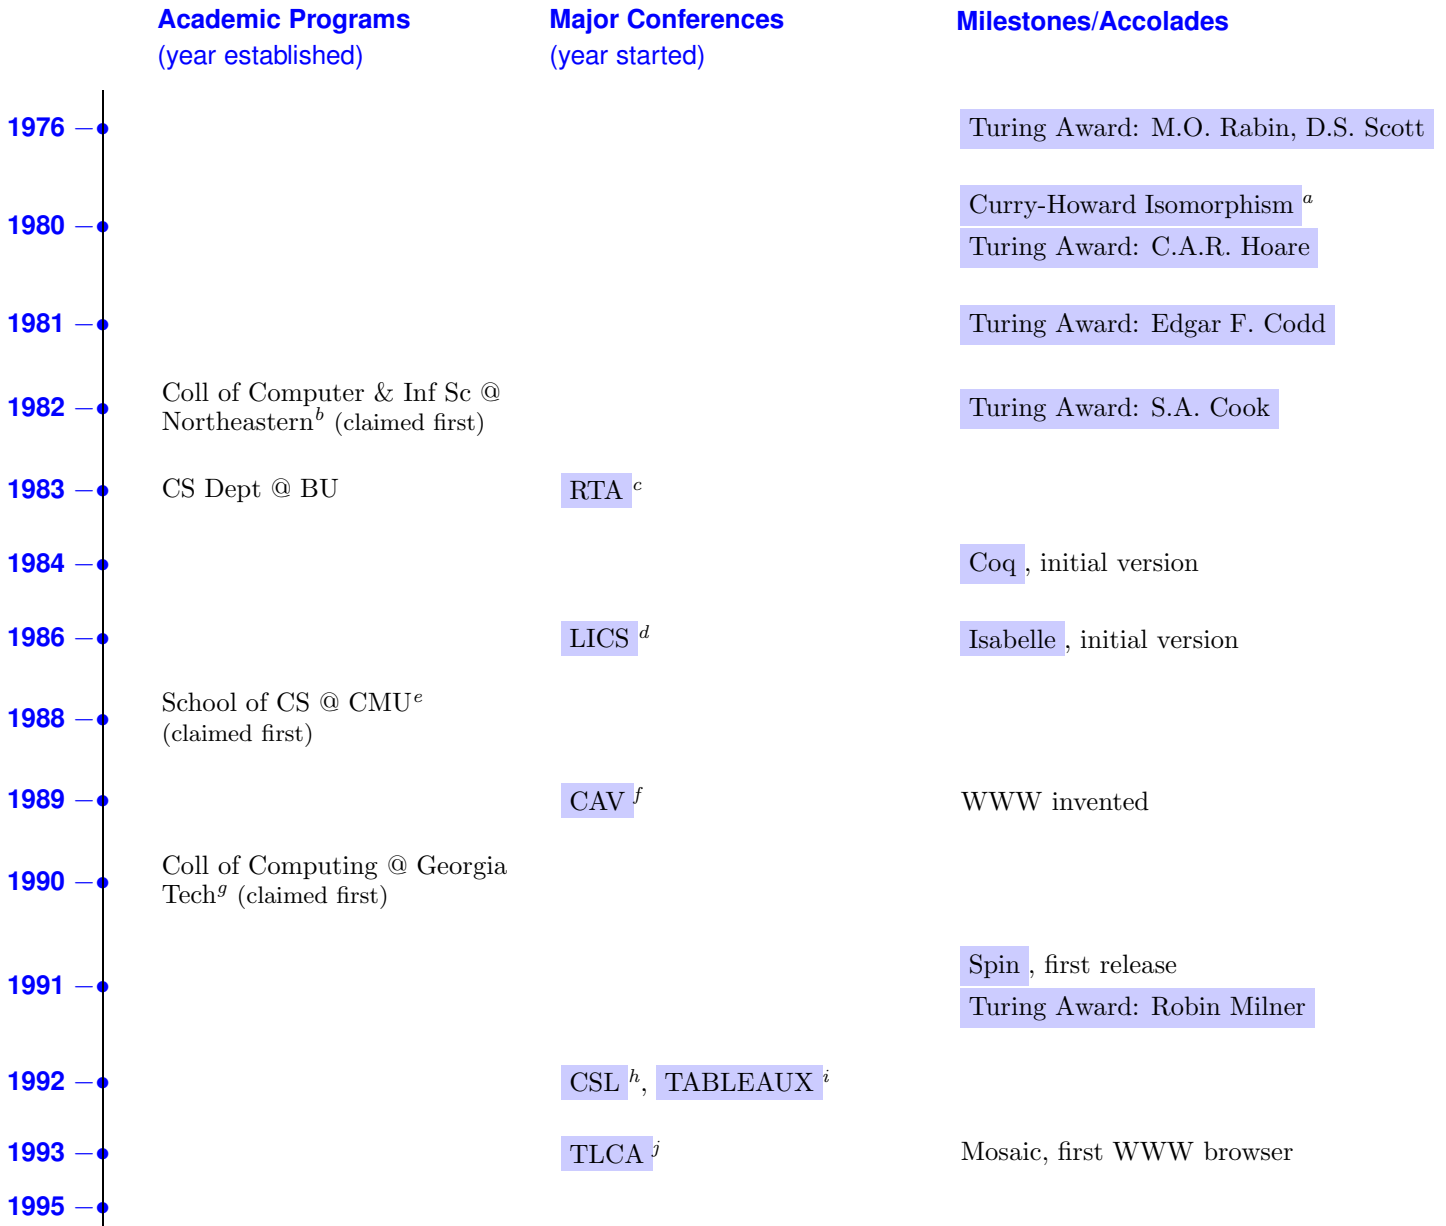 Academic Programs Major Conferences Milestones/Accolades
(year established) (year started)
1976 Turing Award: M.O. Rabin, D.S. Scott
Curry-Howard Isomorphism a
1980
Turing Award: C.A.R. Hoare
1981 Turing Award: Edgar F. Codd
Coll of Computer & Inf Sc @
1982 Turing Award: S.A. Cook
Northeastern b (claimed first)
1983 CS Dept @ BU RTA c
1984 Coq , initial version
1986 LICS d Isabelle , initial version
School of CS @ CMU e
1988
(claimed first)
1989 CAV f WWW invented
Coll of Computing @ Georgia
1990
Tech g (claimed first)
Spin , first release
1991
Turing Award: Robin Milner
1992 CSL h, TABLEAUX i
1993 TLCA j Mosaic, first WWW browser
1995